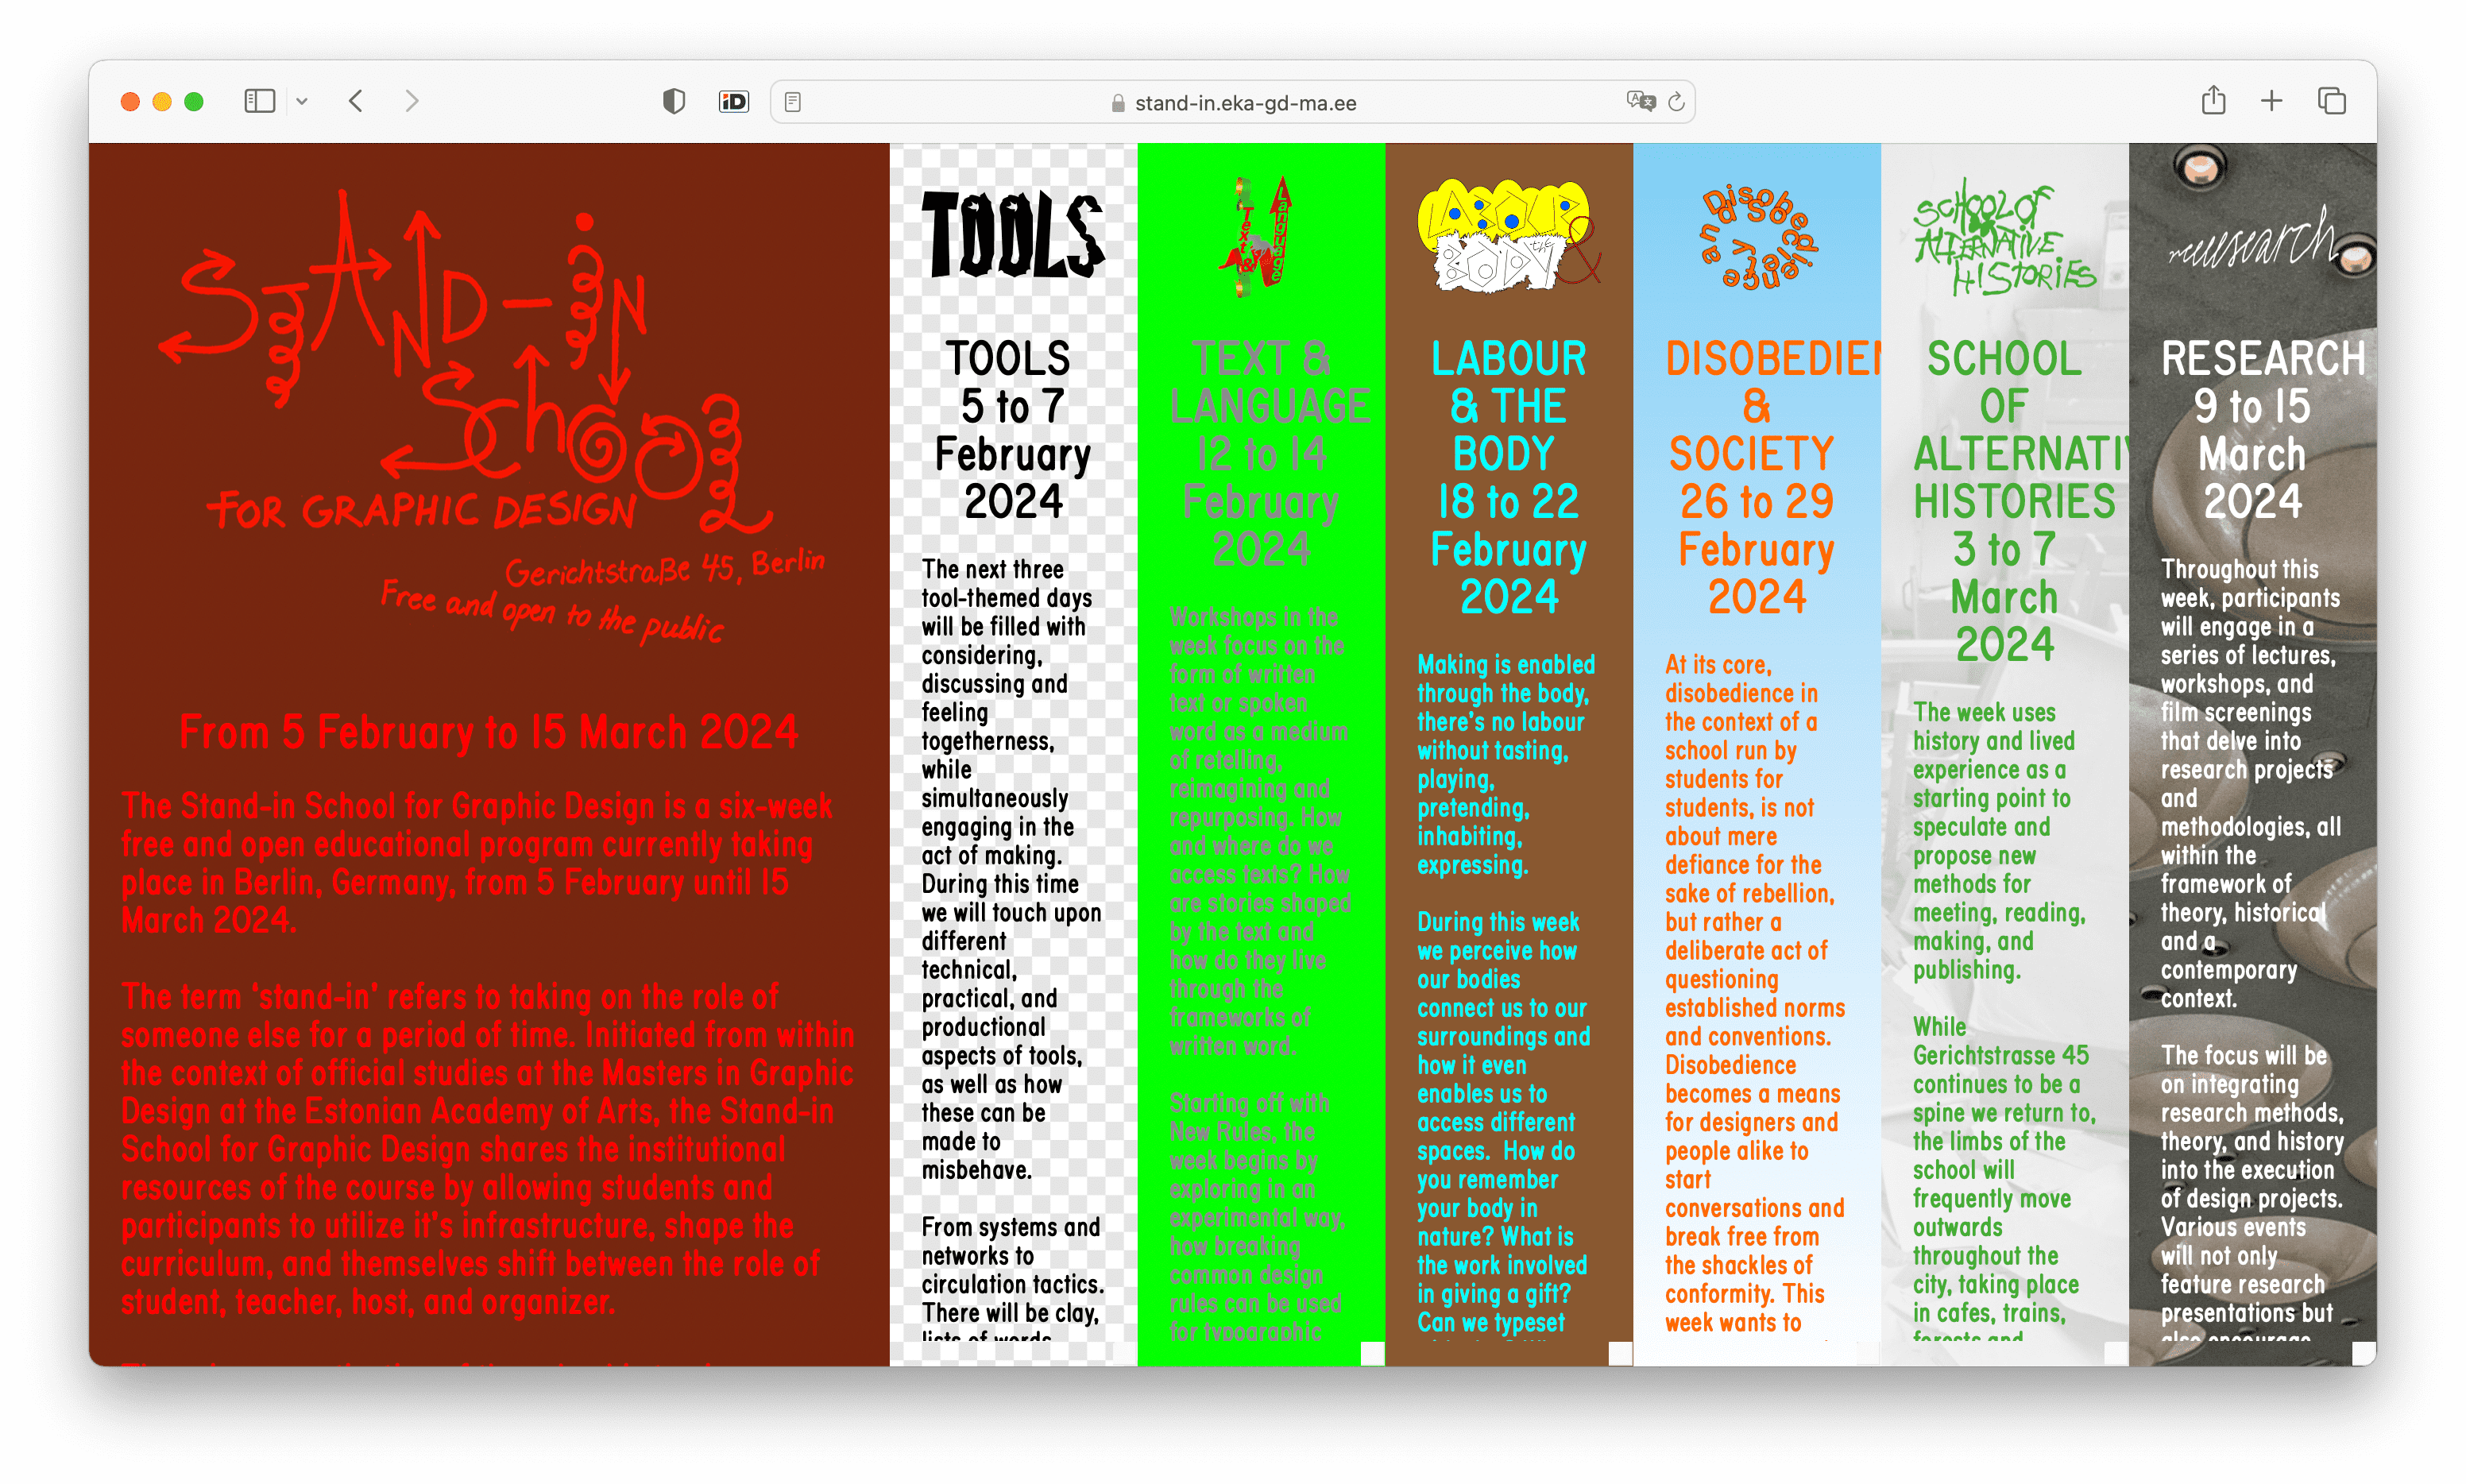 stand-in.eka-gd-ma.ee
STAND-iN
SchOOL
FOR GRAPHIC DESIGN
Gerichtstraße 45, Berlin
Free and open to the public
From 5 February to 15 March 2024
The Stand-in School for Graphic Design is a six-week
free and open educational program currently taking
place in Berlin, Germany, from 5 February until 15
March 2024.
The term 'stand-in' refers to taking on the role of
someone else for a period of time. Initiated from within
the context of official studies at the Masters in Graphic
Design at the Estonian Academy of Arts, the Stand-in
School for Graphic Design shares the institutional
resources of the course by allowing students and
participants to utilize it's infrastructure, shape the
curriculum, and themselves shift between the role of
student, teacher, host, and organizer.
TOOLS
TOOLS
5 to 7
February
2024
The next three
tool-themed days
will be filled with
considering,
discussing and
feeling
togetherness,
while
simultaneously
engaging in the
act of making.
During this time
we will touch upon
different
technical,
practical, and
productional
aspects of tools,
as well as how
these can be
made to
misbehave.
From systems and
networks to
circulation tactics.
There will be clay,
lists of words
Text &
Language
TEXT &
LANGUAGE
12 to 14
February
2024
Workshops in the
week focus on the
form of written
text or spoken
word as a medium
of retelling,
reimagining and
repurposing. How
and where do we
access texts? How
are stories shaped
by the text and
how do they live
through the
frameworks of
written word.
Starting off with
New Rules, the
week begins by
exploring in an
experimental way,
how breaking
common design
rules can be used
for typographic
LABOUR &
the BODY
LABOUR
& THE
BODY
18 to 22
February
2024
Making is enabled
through the body,
there's no labour
without tasting,
playing,
pretending,
inhabiting,
expressing.
During this week
we perceive how
our bodies
connect us to our
surroundings and
how it even
enables us to
access different
spaces. How do
you remember
your body in
nature? What is
the work involved
in giving a gift?
Can we typeset
DISOBEDIEN
&
SOCIETY
26 to 29
February
2024
At its core,
disobedience in
the context of a
school run by
students for
students, is not
about mere
defiance for the
sake of rebellion,
but rather a
deliberate act of
questioning
established norms
and conventions.
Disobedience
becomes a means
for designers and
people alike to
start
conversations and
break free from
the shackles of
conformity. This
week wants to
SCHOOL OF
ALTERNATIVE
HISTORIES
SCHOOL
OF
ALTERNATIV
HISTORIES
3 to 7
March
2024
The week uses
history and lived
experience as a
starting point to
speculate and
propose new
methods for
meeting, reading,
making, and
publishing.
While
Gerichtstrasse 45
continues to be a
spine we return to,
the limbs of the
school will
frequently move
outwards
throughout the
city, taking place
in cafes, trains,
forests and
RESEARCH
9 to 15
March
2024
Throughout this
week, participants
will engage in a
series of lectures,
workshops, and
film screenings
that delve into
research projects
and
methodologies, all
within the
framework of
theory, historical
and a
contemporary
context.
The focus will be
on integrating
research methods,
theory, and history
into the execution
of design projects.
Various events
will not only
feature research
presentations but
also encourage